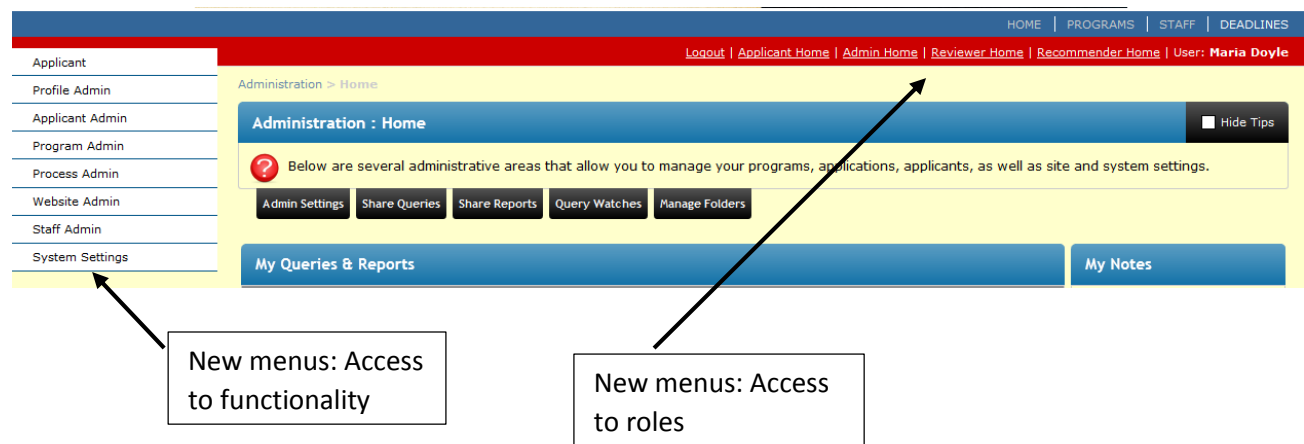 HOME | PROGRAMS | STAFF | DEADLINES
Logout | Applicant Home | Admin Home | Reviewer Home | Recommender Home | User: Maria Doyle
Applicant
Profile Admin
Applicant Admin
Program Admin
Process Admin
Website Admin
Staff Admin
System Settings
Administration > Home
Administration : Home
Hide Tips
? Below are several administrative areas that allow you to manage your programs, applications, applicants, as well as site and system settings.
Admin Settings Share Queries Share Reports Query Watches Manage Folders
My Queries & Reports
My Notes
New menus: Access
to functionality
New menus: Access
to roles